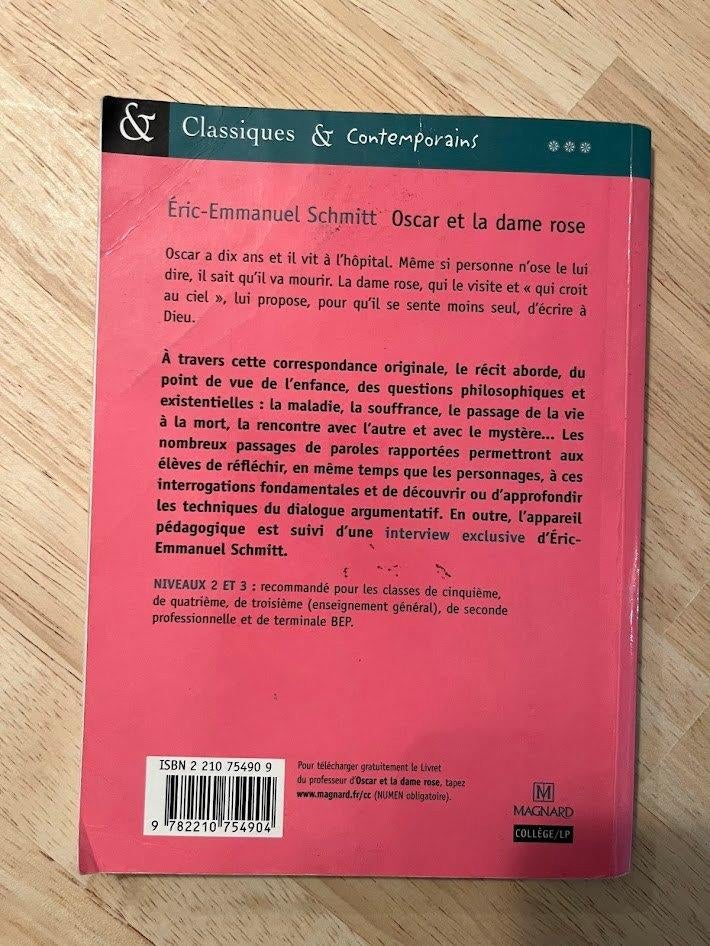 & Classiques & Contemporains
Éric-Emmanuel Schmitt Oscar et la dame rose
Oscar a dix ans et il vit à l'hôpital. Même si personne n'ose le lui
dire, il sait qu'il va mourir. La dame rose, qui le visite et « qui croit
au ciel », lui propose, pour qu'il se sente moins seul, d'écrire à
Dieu.
À travers cette correspondance originale, le récit aborde, du
point de vue de l'enfance, des questions philosophiques et
existentielles : la maladie, la souffrance, le passage de la vie
à la mort, la rencontre avec l'autre et avec le mystère... Les
nombreux passages de paroles rapportées permettront aux
élèves de réfléchir, en même temps que les personnages, à ces
interrogations fondamentales et de découvrir ou d'approfondir
les techniques du dialogue argumentatif. En outre, l'appareil
pédagogique est suivi d'une interview exclusive d'Éric-
Emmanuel Schmitt.
NIVEAUX 2 ET 3 : recommandé pour les classes de cinquième,
de quatrième, de troisième (enseignement général), de seconde
professionnelle et de terminale BEP.
ISBN 2 210 75490 9
9 782210 754904
Pour télécharger gratuitement le Livret
du professeur d'Oscar et la dame rose, tapez
www.magnard.fr/cc (NUMEN obligatoire).
M
MAGNARD
COLLÈGE/LP